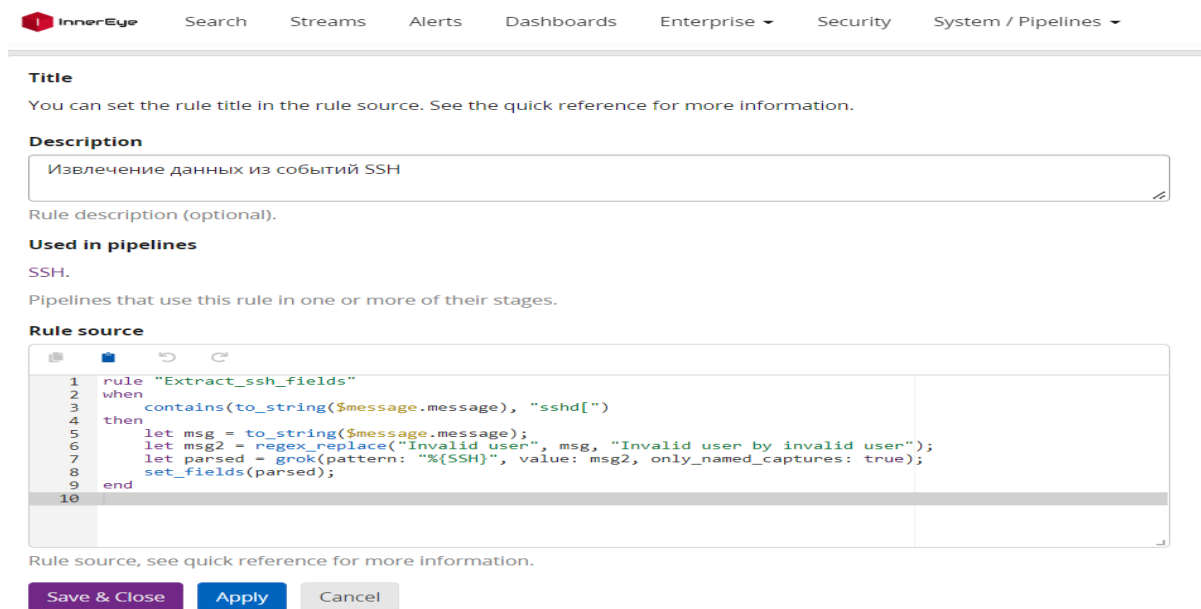 InnerEye Search Streams Alerts Dashboards Enterprise Security System / Pipelines
Title
You can set the rule title in the rule source. See the quick reference for more information.
Description
Извлечение данных из событий SSH
Rule description (optional).
Used in pipelines
SSH.
Pipelines that use this rule in one or more of their stages.
Rule source
1 rule "Extract_ssh_fields"
2 when
3 contains(to_string($message.message), "sshd[")
4 then
5 let msg = to_string($message.message);
6 let msg2 = regex_replace("Invalid user", msg, "Invalid user by invalid user");
7 let parsed = grok(pattern: "%{SSH}", value: msg2, only_named_captures: true);
8 set_fields(parsed);
9 end
10
Rule source, see quick reference for more information.
Save & Close Apply Cancel